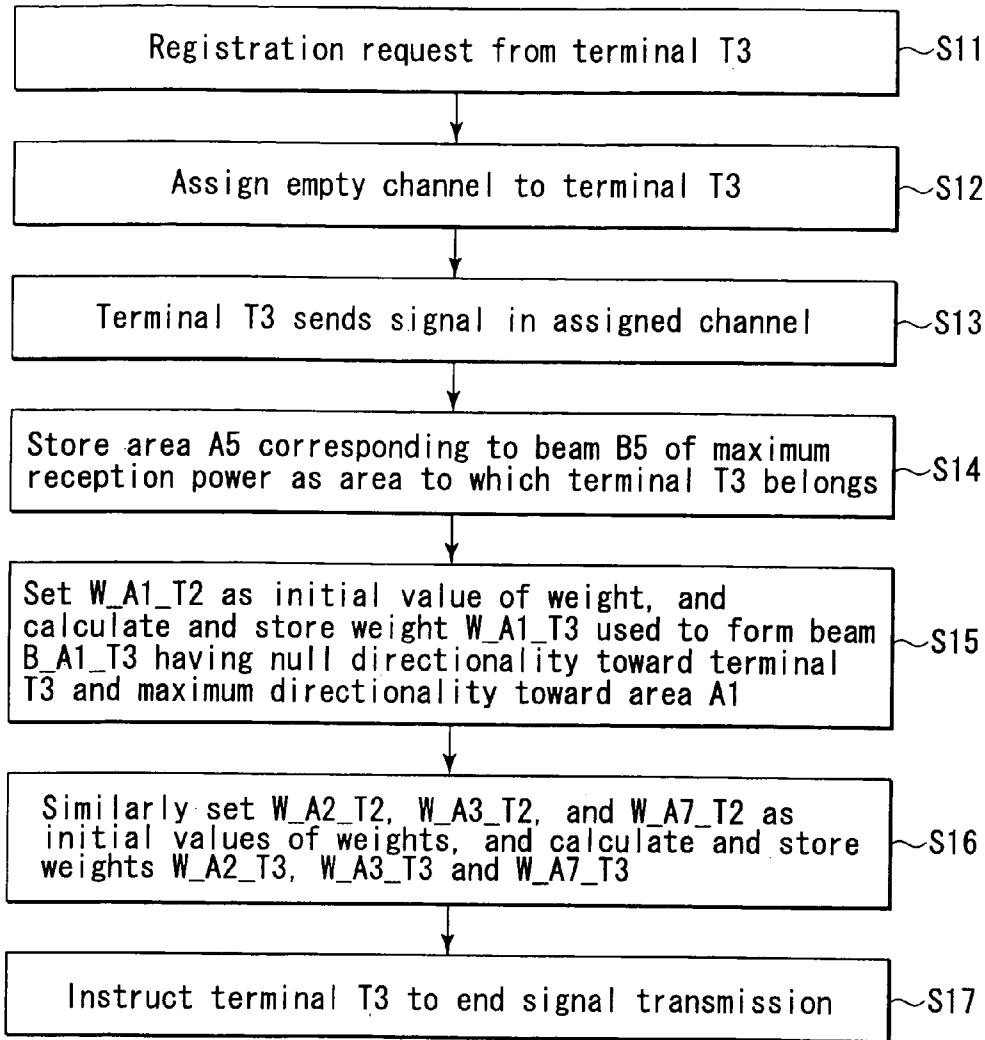 Registration request from terminal T3
S11
Assign empty channel to terminal T3
S12
Terminal T3 sends signal in assigned channel
S13
Store area A5 corresponding to beam B5 of maximum
reception power as area to which terminal T3 belongs
S14
Set W_A1_T2 as initial value of weight, and
calculate and store weight W_A1_T3 used to form beam
B_A1_T3 having null directionality toward terminal
T3 and maximum directionality toward area A1
S15
Similarly set W_A2_T2, W_A3_T2, and W_A7_T2 as
initial values of weights, and calculate and store
weights W_A2_T3, W_A3_T3 and W_A7_T3
S16
Instruct terminal T3 to end signal transmission
S17